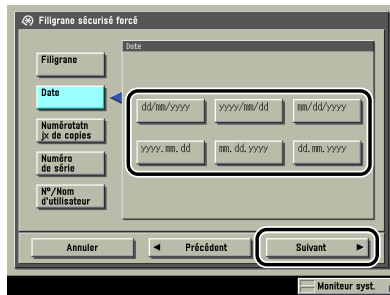 Filigrane sécurisé forcé
Date
Filigrane
Date
Numérotatn
jx de copies
Numéro
de série
Nº/Nom
d'utilisateur
dd/mm/yyyy yyyy/mm/dd mm/dd/yyyy
yyyy.mm.dd mm.dd.yyyy dd.mm.yyyy
Annuler Précédent Suivant
Moniteur syst.